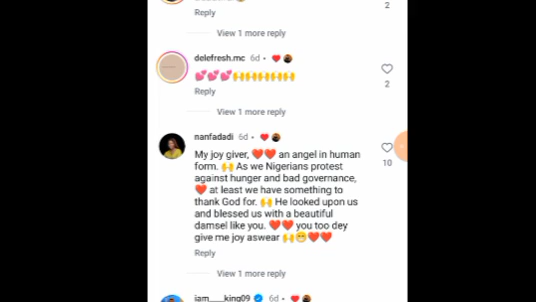 2
Reply
View 1 more reply
delefresh.mc 6d •
💕💕💕🙌🙌🙌🙌🙌
2
Reply
View 1 more reply
nanfadadi 6d •
My joy giver, ❤️❤️ an angel in human
form. 🙌 As we Nigerians protest
against hunger and bad governance,
❤️ at least we have something to
thank God for. 🙌 He looked upon us
and blessed us with a beautiful
damsel like you. ❤️❤️ you too dey
give me joy aswear 🙌😁❤️❤️
10
Reply
View 1 more reply
iam___king09 6d •